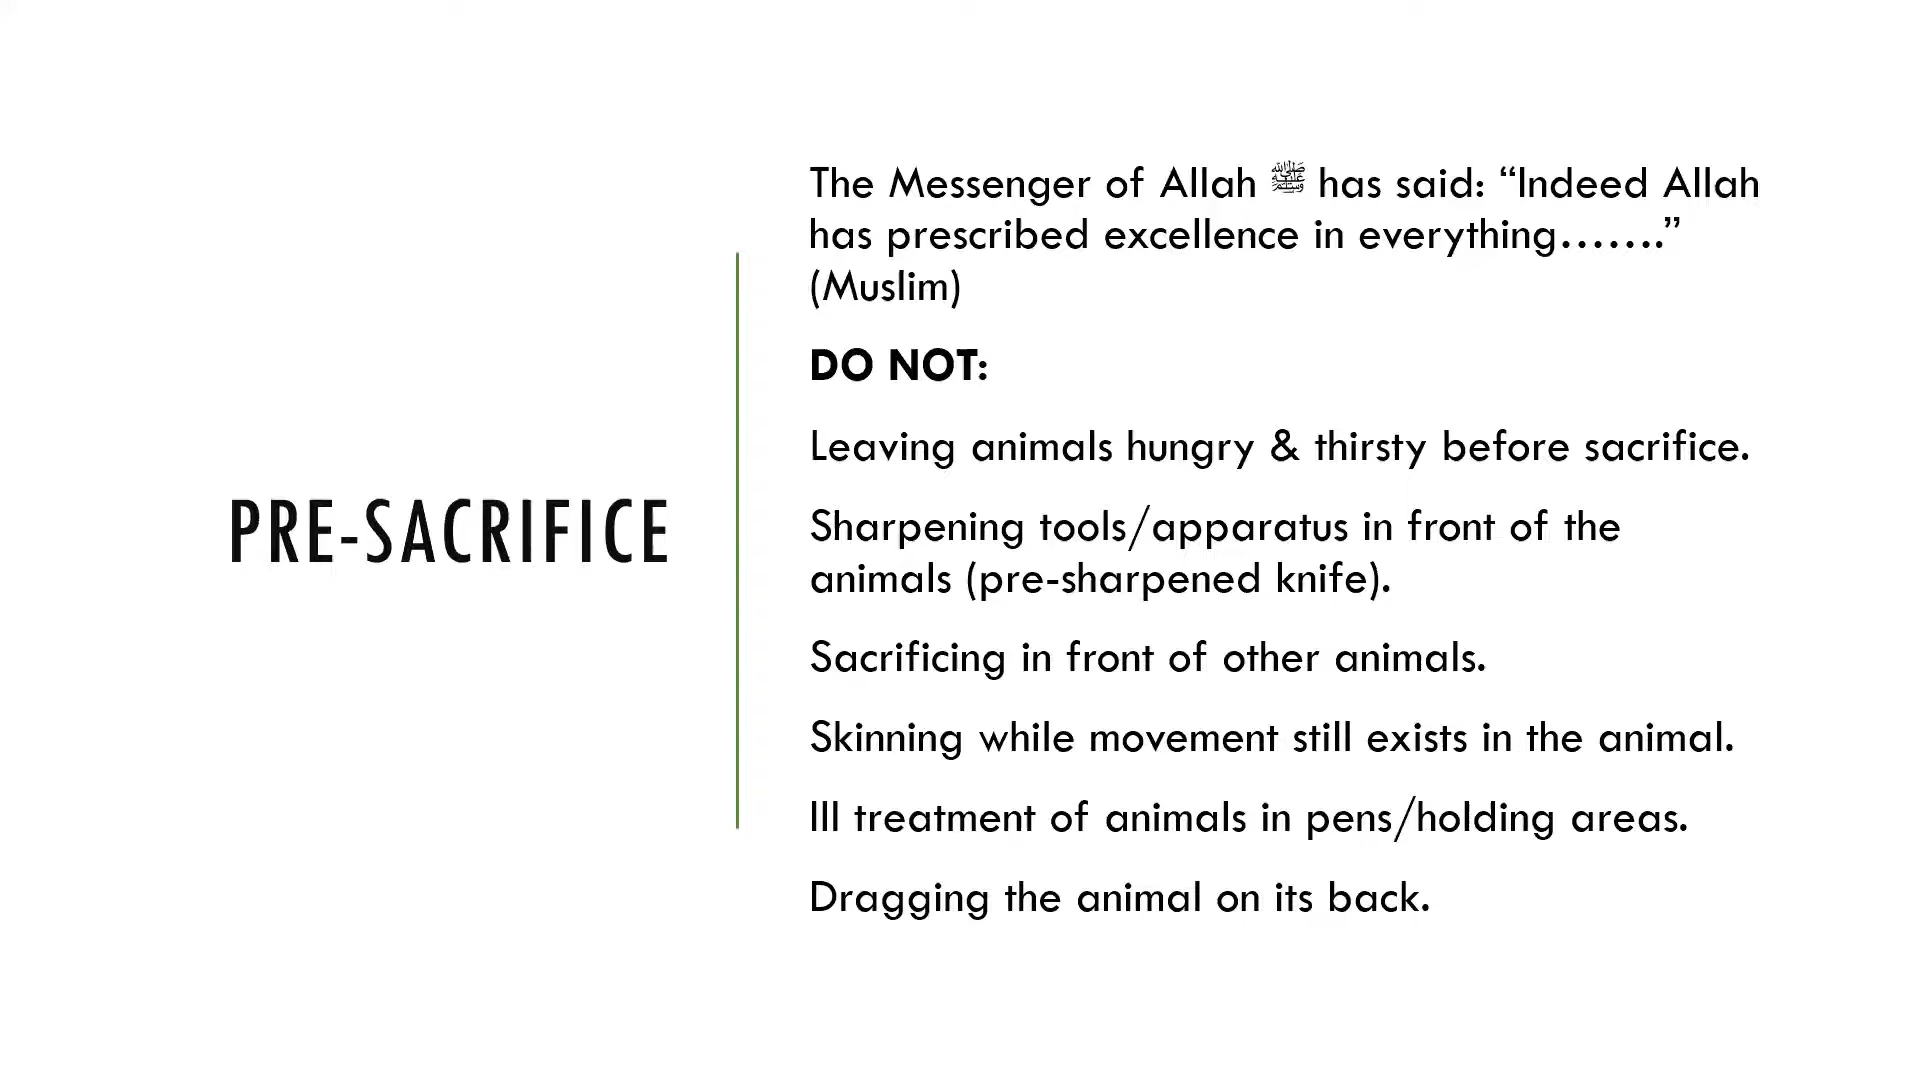 PRE-SACRIFICE
The Messenger of Allah ﷺ has said: “Indeed Allah
has prescribed excellence in everything…….”
(Muslim)
DO NOT:
Leaving animals hungry & thirsty before sacrifice.
Sharpening tools/apparatus in front of the
animals (pre-sharpened knife).
Sacrificing in front of other animals.
Skinning while movement still exists in the animal.
Ill treatment of animals in pens/holding areas.
Dragging the animal on its back.